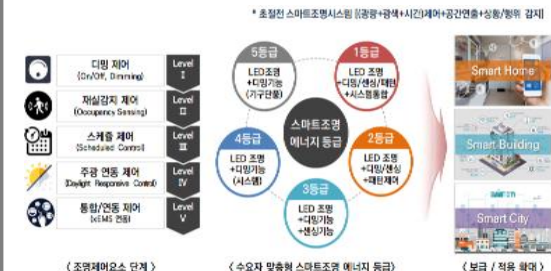 * 초절전 스마트조명시스템 [(광량+광색+시간)제어+공간연출+상황/행위 감지]
디밍 제어
(On/Off, Dimming)
Level
I
재실감지 제어
(Occupancy Sensing)
Level
II
스케쥴 제어
(Scheduled Control)
Level
III
주광 연동 제어
(Daylight Responsive Control)
Level
IV
통합/연동 제어
(xEMS 연동)
Level
V
< 조명제어요소 단계 >
5등급
LED조명
+디밍기능
(기구단품)
1등급
LED조명
+디밍/센싱/패턴
+시스템통합
스마트조명
에너지 등급
4등급
LED 조명
+디밍기능
(시스템)
2등급
LED 조명
+디밍/센싱
+패턴제어
3등급
LED 조명
+디밍기능
+센싱기능
< 수요자 맞춤형 스마트조명 에너지 등급>
Smart Home
Smart Building
Smart City
< 보급 / 적용 확대 >